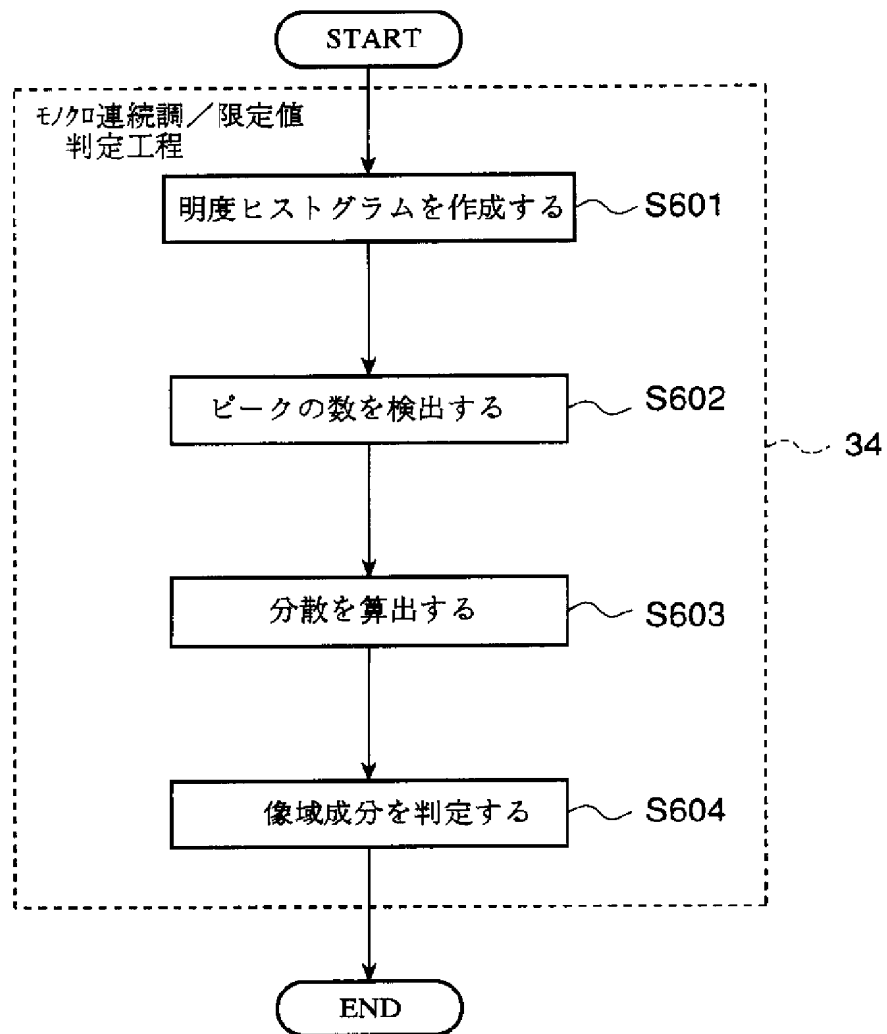 START
モノクロ連続調／限定値
判定工程
明度ヒストグラムを作成する
S601
ピークの数を検出する
S602
34
分散を算出する
S603
像域成分を判定する
S604
END